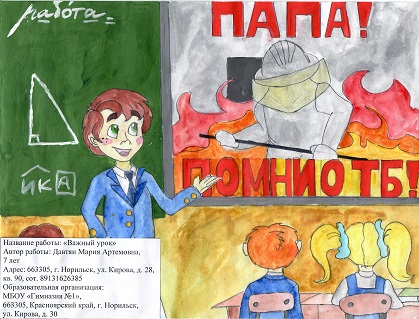 работа.
ПАПА!
ИКА
ПОМНИ О ТБ!
Название работы: «Важный урок»
Автор работы: Давтян Мария Артемовна,
7 лет
Адрес: 663305, г. Норильск, ул. Кирова, д. 28,
кв. 90, сот. 89131626385
Образовательная организация:
МБОУ «Гимназия №1»,
663305, Красноярский край, г. Норильск,
ул. Кирова, д. 30